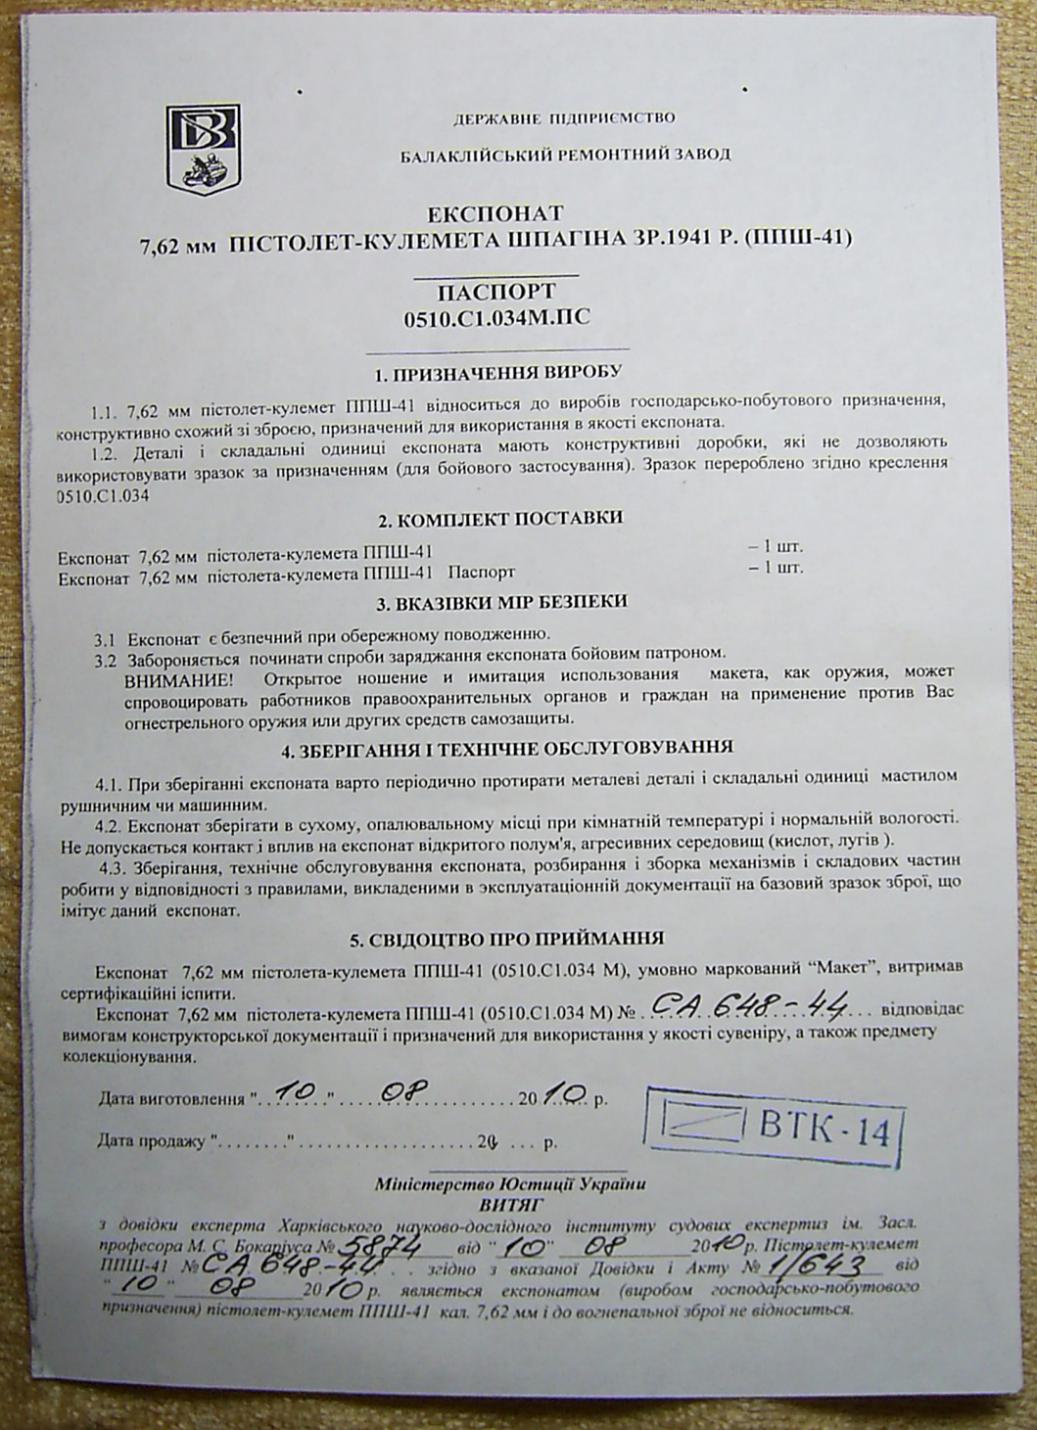 ДЕРЖАВНЕ ПІДПРИЄМСТВО
БАЛАКЛІЙСЬКИЙ РЕМОНТНИЙ ЗАВОД
ЕКСПОНАТ
7,62 мм ПІСТОЛЕТ-КУЛЕМЕТА ШПАГІНА ЗР.1941 Р. (ППШ-41)
ПАСПОРТ
0510.С1.034М.ПС
1. ПРИЗНАЧЕННЯ ВИРОБУ
1.1. 7,62 мм пістолет-кулемет ППШ-41 відноситься до виробів господарсько-побутового призначення,
конструктивно схожий зі зброєю, призначений для використання в якості експоната.
1.2. Деталі і складальні одиниці експоната мають конструктивні доробки, які не дозволяють
використовувати зразок за призначенням (для бойового застосування). Зразок перероблено згідно креслення
0510.С1.034
2. КОМПЛЕКТ ПОСТАВКИ
Експонат 7,62 мм пістолета-кулемета ППШ-41 – 1 шт.
Експонат 7,62 мм пістолета-кулемета ППШ-41 Паспорт – 1 шт.
3. ВКАЗІВКИ МІР БЕЗПЕКИ
3.1 Експонат є безпечний при обережному поводженню.
3.2 Забороняється починати спроби заряджання експоната бойовим патроном.
ВНИМАНИЕ! Открытое ношение и имитация использования макета, как оружия, может
спровоцировать работников правоохранительных органов и граждан на применение против Вас
огнестрельного оружия или других средств самозащиты.
4. ЗБЕРІГАННЯ І ТЕХНІЧНЕ ОБСЛУГОВУВАННЯ
4.1. При зберіганні експоната варто періодично протирати металеві деталі і складальні одиниці мастилом
рушничним чи машинним.
4.2. Експонат зберігати в сухому, опалювальному місці при кімнатній температурі і нормальній вологості.
Не допускається контакт і вплив на експонат відкритого полум'я, агресивних середовищ (кислот, лугів ).
4.3. Зберігання, технічне обслуговування експоната, розбирання і зборка механізмів і складових частин
робити у відповідності з правилами, викладеними в эксплуатаціонній документації на базовий зразок зброї, що
імітує даний експонат.
5. СВІДОЦТВО ПРО ПРИЙМАННЯ
Експонат 7,62 мм пістолета-кулемета ППШ-41 (0510.С1.034 М), умовно маркований “Макет”, витримав
сертифікаційні іспити.
Експонат 7,62 мм пістолета-кулемета ППШ-41 (0510.С1.034 М) № СА 648-44 відповідає
вимогам конструкторської документації і призначений для використання у якості сувеніру, а також предмету
колекціонування.
Дата виготовлення "10" 08 2010 р.
ВТК-14
Дата продажу "........" .................... 20 ... р.
Міністерство Юстиції України
ВИТЯГ
з довідки експерта Харківського науково-дослідного інституту судових експертиз ім. Засл.
професора М. С. Бокаріуса № 5874 від "10" 08 2010 р. Пістолет-кулемет
ППШ-41 № СА 648-44 . . згідно з вказаної Довідки і Акту № 1/643 від
"10" 08 2010 р. являється експонатом (виробом господарсько-побутового
призначення) пістолет-кулемет ППШ-41 кал. 7,62 мм і до вогнепальної зброї не відноситься.